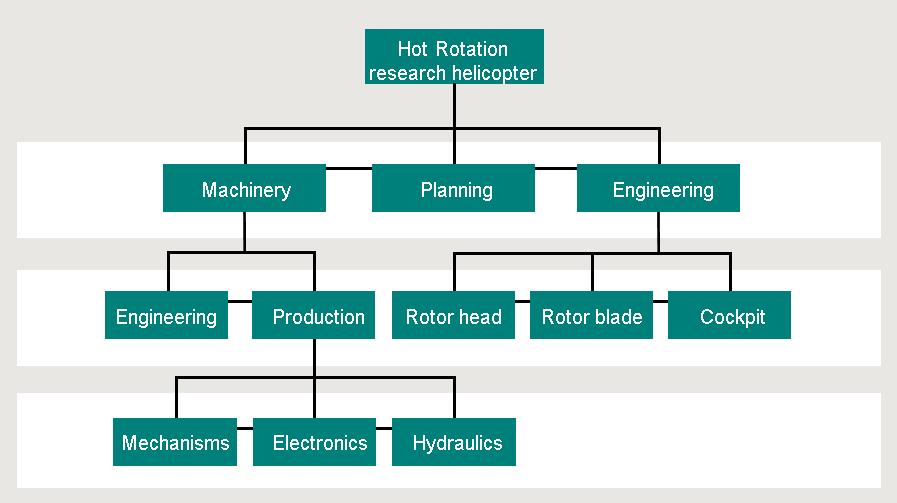 Hot Rotation
research helicopter
Machinery
Planning
Engineering
Engineering
Production
Rotor head
Rotor blade
Cockpit
Mechanisms
Electronics
Hydraulics